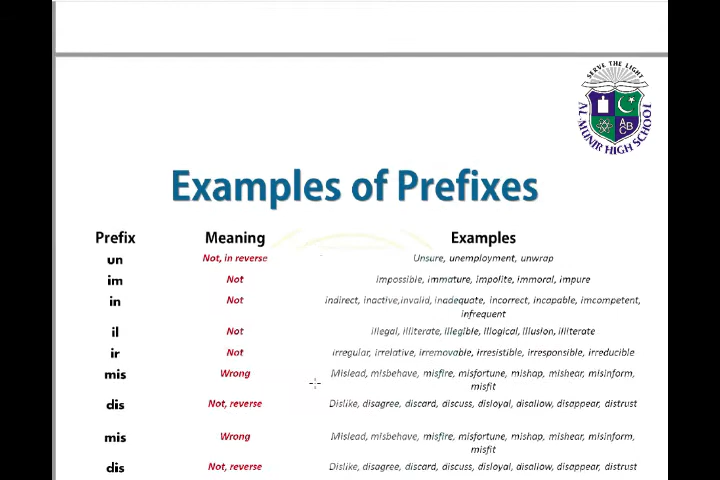 SERVE THE LIGHT
A
B C
AL-MUNIR HIGH SCHOOL
Examples of Prefixes
Prefix Meaning Examples
un Not, in reverse Unsure, unemployment, unwrap
im Not impossible, immature, impolite, immoral, impure
in Not indirect, inactive,invalid, inadequate, incorrect, incapable, imcompetent,
infrequent
il Not illegal, illiterate, illegible, illogical, illusion, illiterate
ir Not irregular, irrelative, irremovable, irresistible, irresponsible, irreducible
mis Wrong Mislead, misbehave, misfire, misfortune, mishap, mishear, misinform,
misfit
dis Not, reverse Dislike, disagree, discard, discuss, disloyal, disallow, disappear, distrust
mis Wrong Mislead, misbehave, misfire, misfortune, mishap, mishear, misinform,
misfit
dis Not, reverse Dislike, disagree, discard, discuss, disloyal, disallow, disappear, distrust